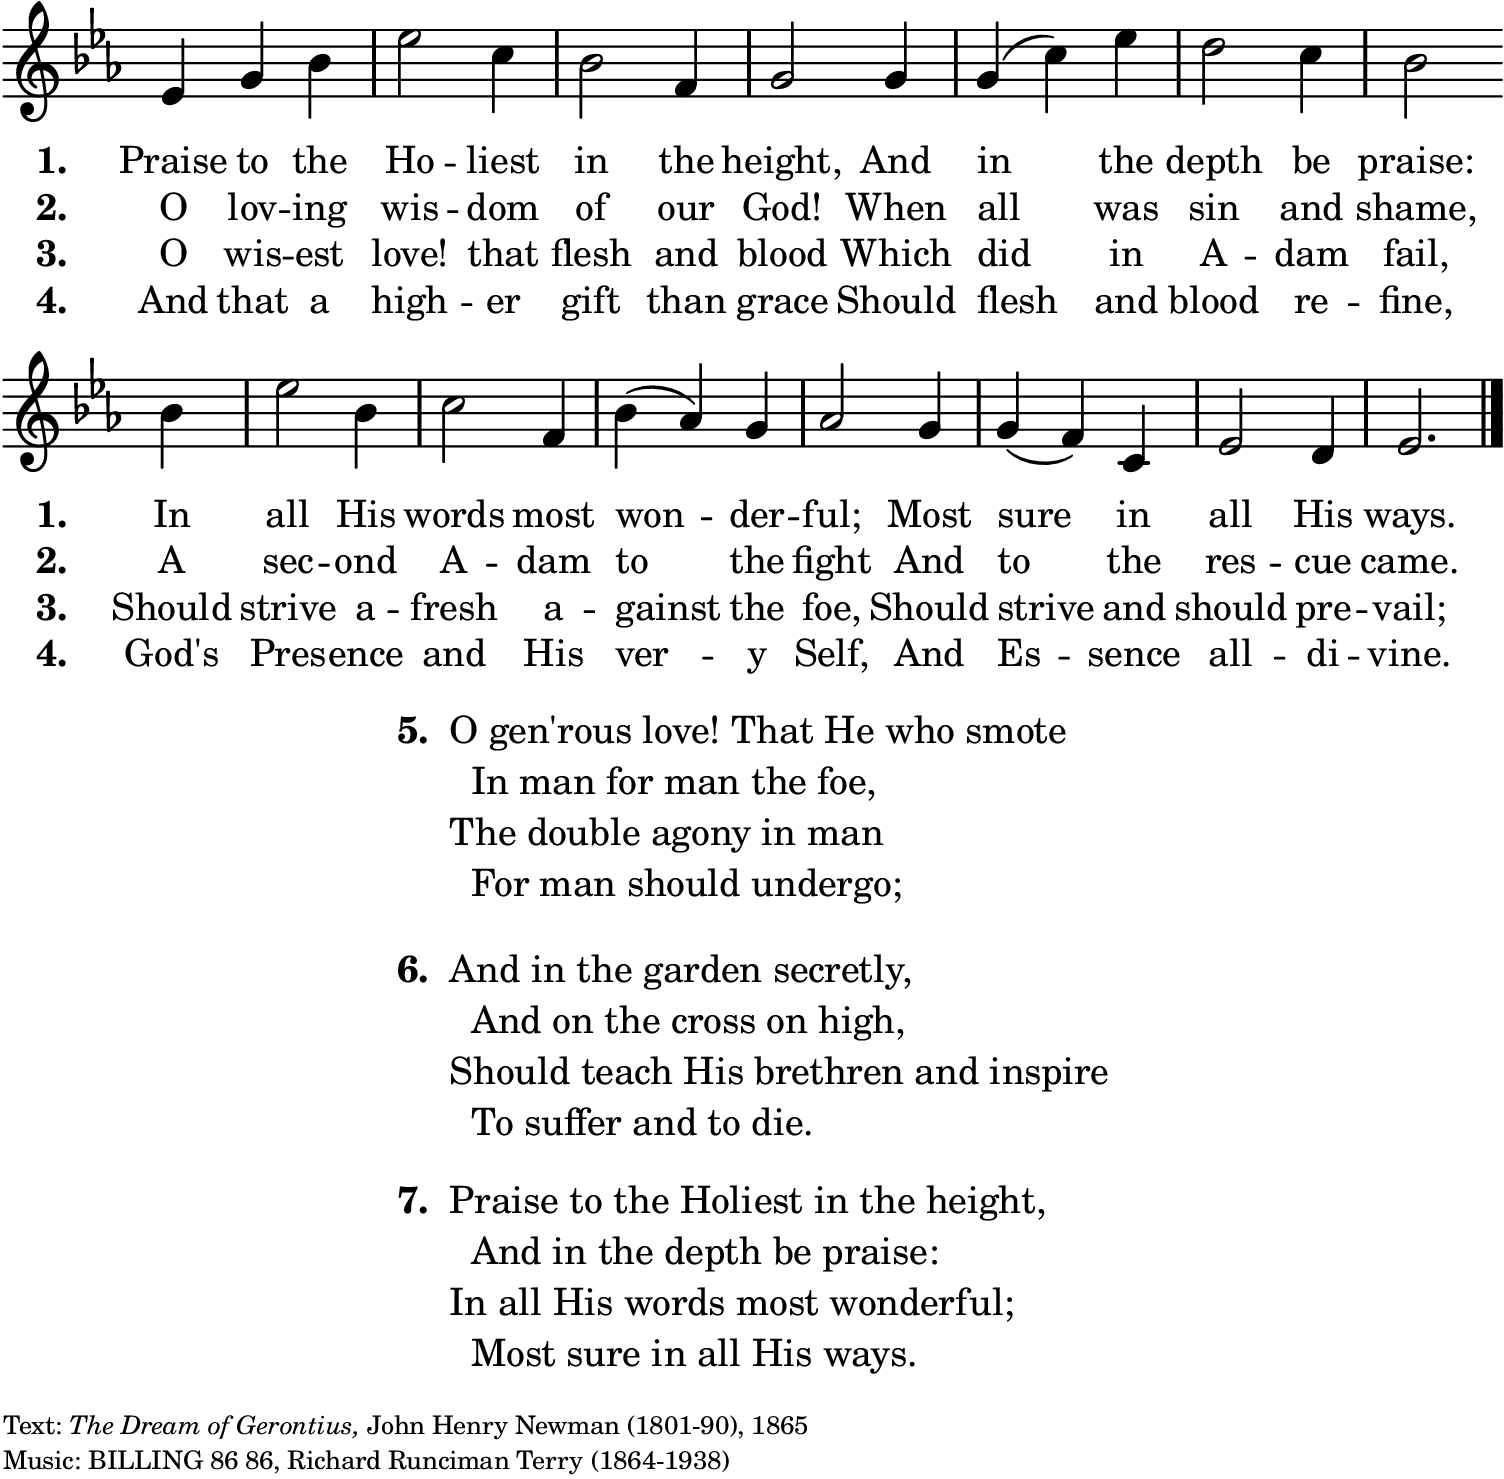 1. Praise to the Ho - liest in the height, And in the depth be praise:
2. O lov - ing wis - dom of our God! When all was sin and shame,
3. O wis - est love! that flesh and blood Which did in A - dam fail,
4. And that a high - er gift than grace Should flesh and blood re - fine,
1. In all His words most won - der - ful; Most sure in all His ways.
2. A sec - ond A - dam to the fight And to the res - cue came.
3. Should strive a - fresh a - gainst the foe, Should strive and should pre - vail;
4. God's Presence and His ver - y Self, And Es - sence all - di - vine.
5. O gen'rous love! That He who smote
In man for man the foe,
The double agony in man
For man should undergo;
6. And in the garden secretly,
And on the cross on high,
Should teach His brethren and inspire
To suffer and to die.
7. Praise to the Holiest in the height,
And in the depth be praise:
In all His words most wonderful;
Most sure in all His ways.
Text: The Dream of Gerontius, John Henry Newman (1801-90), 1865
Music: BILLING 86 86, Richard Runciman Terry (1864-1938)